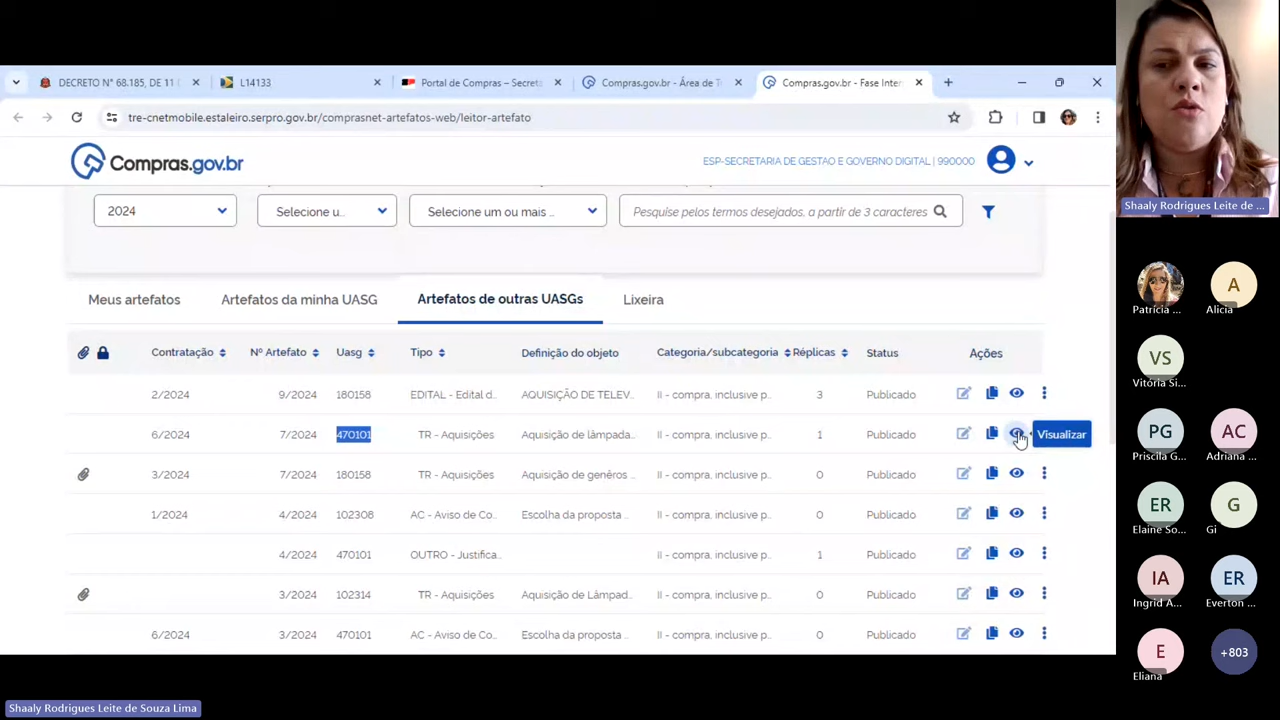 DECRETO Nº 68.185, DE 11
L14133
Portal de Compras – Secreta
Compras.gov.br - Área de T
Compras.gov.br - Fase Inter
tre-cnetmobile.estaleiro.serpro.gov.br/comprasnet-artefatos-web/leitor-artefato
Compras.gov.br
ESP-SECRETARIA DE GESTAO E GOVERNO DIGITAL | 990000
2024
Selecione u...
Selecione um ou mais ...
Pesquise pelos termos desejados, a partir de 3 caracteres
Meus artefatos
Artefatos da minha UASG
Artefatos de outras UASGs
Lixeira
Contratação Nº Artefato Uasg Tipo Definição do objeto Categoria/subcategoria Réplicas Status Ações
2/2024 9/2024 180158 EDITAL - Edital d... AQUISIÇÃO DE TELEV... II - compra, inclusive p... 3 Publicado
6/2024 7/2024 470101 TR - Aquisições Aquisição de lâmpada... II - compra, inclusive p... 1 Publicado Visualizar
3/2024 7/2024 180158 TR - Aquisições Aquisição de genêros ... II - compra, inclusive p... 0 Publicado
1/2024 4/2024 102308 AC - Aviso de Co... Escolha da proposta ... II - compra, inclusive p... 0 Publicado
4/2024 470101 OUTRO - Justifica... II - compra, inclusive p... 1 Publicado
3/2024 102314 TR - Aquisições Aquisição de Lâmpad... II - compra, inclusive p... 0 Publicado
6/2024 3/2024 470101 AC - Aviso de Co... Escolha da proposta ... II - compra, inclusive p... 0 Publicado
Shaaly Rodrigues Leite de ...
Patrícia ...
A
Alicia
VS
Vitória Si...
PG
Priscila G...
AC
Adriana ...
ER
Elaine So...
G
Gi
IA
Ingrid A...
ER
Everton ...
E
Eliana
+803
Shaaly Rodrigues Leite de Souza Lima